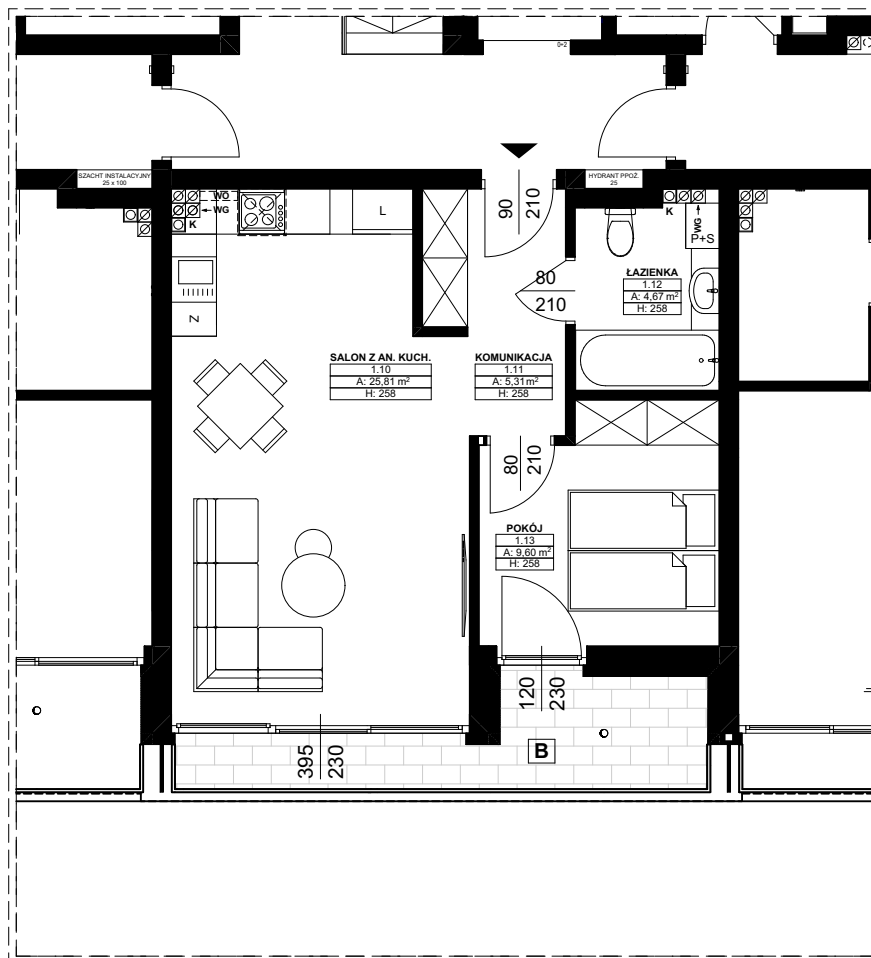 0+2
SZACHT INSTALACYJNY
25 x 100
HYDRANT PPOŻ.
25
WO
WG
K
L
90
210
K
WG
P+S
80
210
ŁAZIENKA
1.12
A: 4,67 m²
H: 258
Z
SALON Z AN. KUCH.
1.10
A: 25,81 m²
H: 258
KOMUNIKACJA
1.11
A: 5,31m²
H: 258
80
210
POKÓJ
1.13
A: 9,60 m²
H: 258
120
230
395
230
B